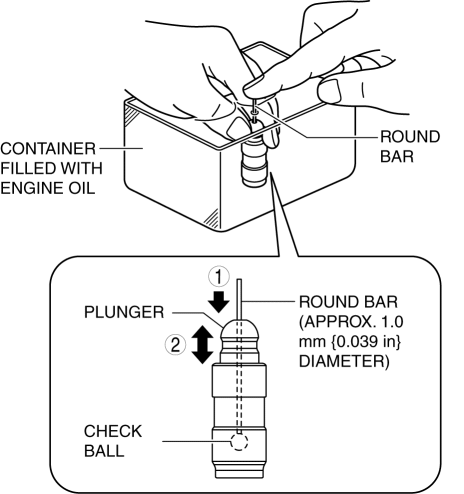 CONTAINER
FILLED WITH
ENGINE OIL
ROUND
BAR
1
PLUNGER
2
ROUND BAR
(APPROX. 1.0
mm {0.039 in}
DIAMETER)
CHECK
BALL